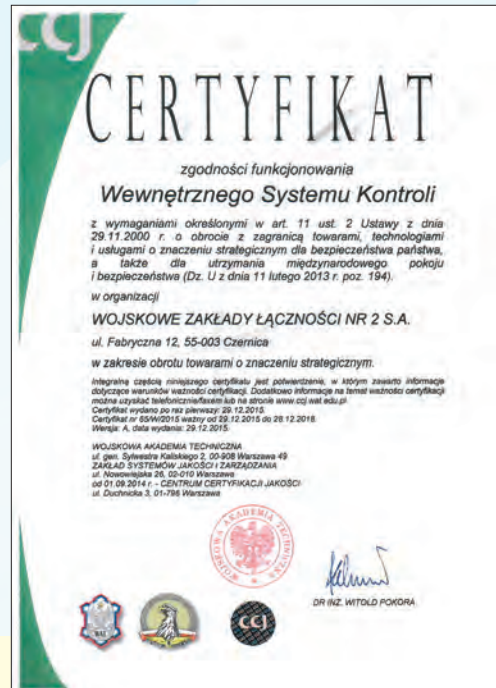 CCJ
CERTYFIKAT
zgodności funkcjonowania
Wewnętrznego Systemu Kontroli
z wymaganiami określonymi w art. 11 ust. 2 Ustawy z dnia
29.11.2000 r. o obrocie z zagranicą towarami, technologiami
i usługami o znaczeniu strategicznym dla bezpieczeństwa państwa,
a także dla utrzymania międzynarodowego pokoju
i bezpieczeństwa (Dz. U z dnia 11 lutego 2013 r. poz. 194).
w organizacji
WOJSKOWE ZAKŁADY ŁĄCZNOŚCI NR 2 S.A.
ul. Fabryczna 12, 55-003 Czernica
w zakresie obrotu towarami o znaczeniu strategicznym.
Integralną częścią niniejszego certyfikatu jest potwierdzenie, w którym zawarto informacje
dotyczące warunków ważności certyfikacji. Dodatkowo informacje na temat ważności certyfikacji
można uzyskać telefonicznie/faxem lub na stronie www.ccj.wat.edu.pl
Certyfikat wydano po raz pierwszy: 29.12.2015.
Certyfikat nr 65/W/2015 ważny od 29.12.2015 do 28.12.2018.
Wersja: A, data wydania: 29.12.2015.
WOJSKOWA AKADEMIA TECHNICZNA
ul. gen. Sylwestra Kaliskiego 2, 00-908 Warszawa 49
ZAKŁAD SYSTEMÓW JAKOŚCI I ZARZĄDZANIA
ul. Nowowiejska 26, 02-010 Warszawa
od 01.09.2014 r. - CENTRUM CERTYFIKACJI JAKOŚCI
ul. Duchnicka 3, 01-796 Warszawa
WOJSKOWA AKADEMIA TECHNICZNA
DR INŻ. WITOLD POKORA
WAT
CCJ